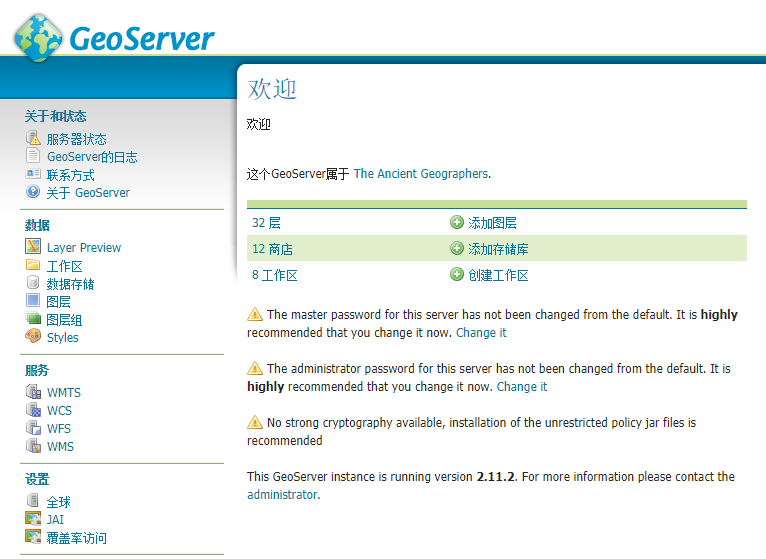 GeoServer
关于和状态
服务器状态
GeoServer的日志
联系方式
关于 GeoServer
数据
Layer Preview
工作区
数据存储
图层
图层组
Styles
服务
WMTS
WCS
WFS
WMS
设置
全球
JAI
覆盖率访问
欢迎
欢迎
这个GeoServer属于 The Ancient Geographers.
32 层 添加图层
12 商店 添加存储库
8 工作区 创建工作区
The master password for this server has not been changed from the default. It is highly
recommended that you change it now. Change it
The administrator password for this server has not been changed from the default. It is
highly recommended that you change it now. Change it
No strong cryptography available, installation of the unrestricted policy jar files is
recommended
This GeoServer instance is running version 2.11.2. For more information please contact the
administrator.